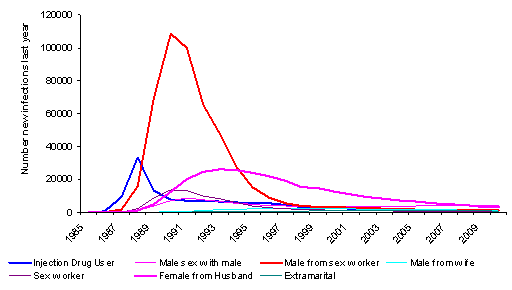 Number new infections last year
120000
100000
80000
60000
40000
20000
0
1985 1987 1989 1991 1993 1995 1997 1999 2001 2003 2005 2007 2009
Injection Drug User Male sex with male Male from sex worker Male from wife
Sex worker Female from Husband Extramarital